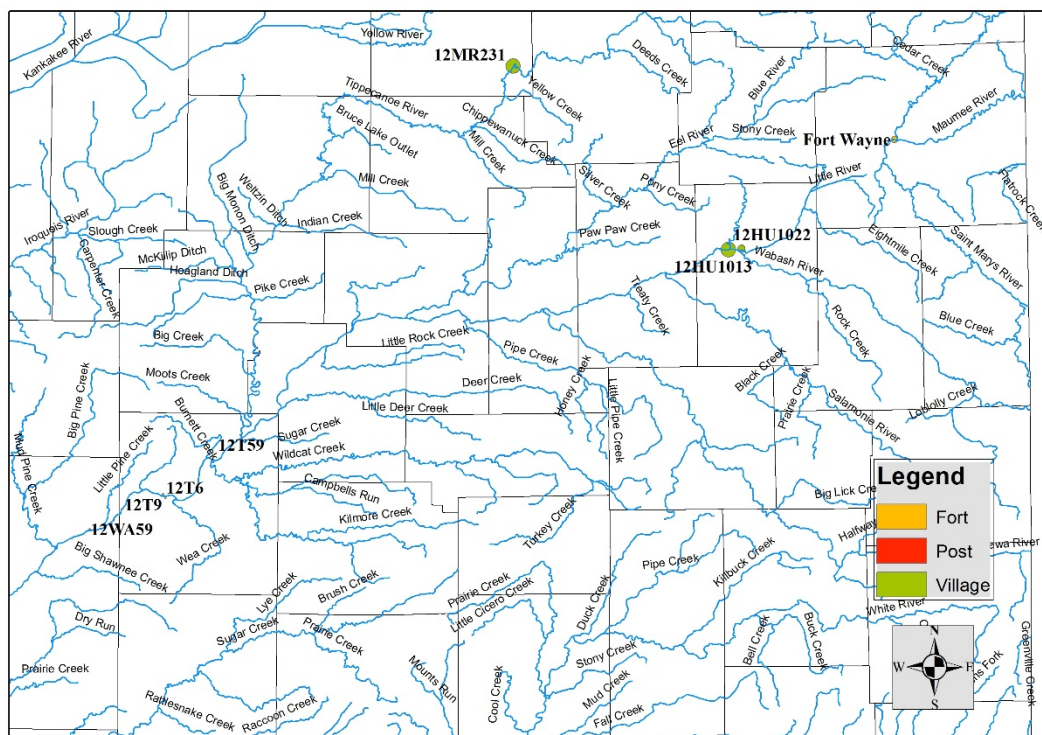 Yellow River
Kankakee River
12MR231
Deeds Creek
Cedar Creek
Blue River
Yellow Creek
Tippecanoe River
Maumee River
Bruce Lake Outlet
Chippewanuck Creek
Mill Creek
Eel River
Stony Creek
Fort Wayne
Little River
Mill Creek
Silver Creek
Pony Creek
Flatrock Creek
Weltzin Ditch
Big Monon Ditch
Indian Creek
Iroquois River
Slough Creek
Paw Paw Creek
12HU1022
Eightmile Creek
Saint Marys River
McKillip Ditch
Carpenter Creek
Wabash River
12HU1013
Hoagland Ditch
Pike Creek
Treaty Creek
Rock Creek
Blue Creek
Big Creek
Little Rock Creek
Pipe Creek
Moots Creek
Deer Creek
Honey Creek
Black Creek
Big Pine Creek
Burnett Creek
Little Deer Creek
Little Pipe Creek
Prairie Creek
Salamonie River
Loblolly Creek
Sugar Creek
12T59
Wildcat Creek
Mud Pine Creek
Little Pine Creek
12T6
Campbells Run
Big Lick Cre
Legend
12T9
Kilmore Creek
Turkey Creek
Fort
12WA59
Halfway
ewa River
Post
Big Shawnee Creek
Wea Creek
Pipe Creek
Killbuck Creek
Village
Lye Creek
Brush Creek
Prairie Creek
Little Cicero Creek
Duck Creek
White River
Dry Run
Sugar Creek
Prairie Creek
Bell Creek
Buck Creek
N
W
E
S
Stony Creek
Prairie Creek
Mounts Run
Cool Creek
Mud Creek
ns Fork
Greenville Creek
Rattlesnake Creek
Raccoon Creek
Fall Creek